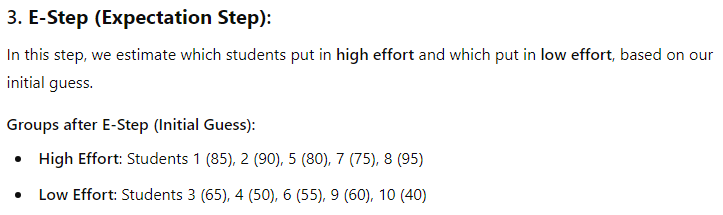 3. E-Step (Expectation Step):
In this step, we estimate which students put in high effort and which put in low effort, based on our
initial guess.
Groups after E-Step (Initial Guess):
• High Effort: Students 1 (85), 2 (90), 5 (80), 7 (75), 8 (95)
• Low Effort: Students 3 (65), 4 (50), 6 (55), 9 (60), 10 (40)